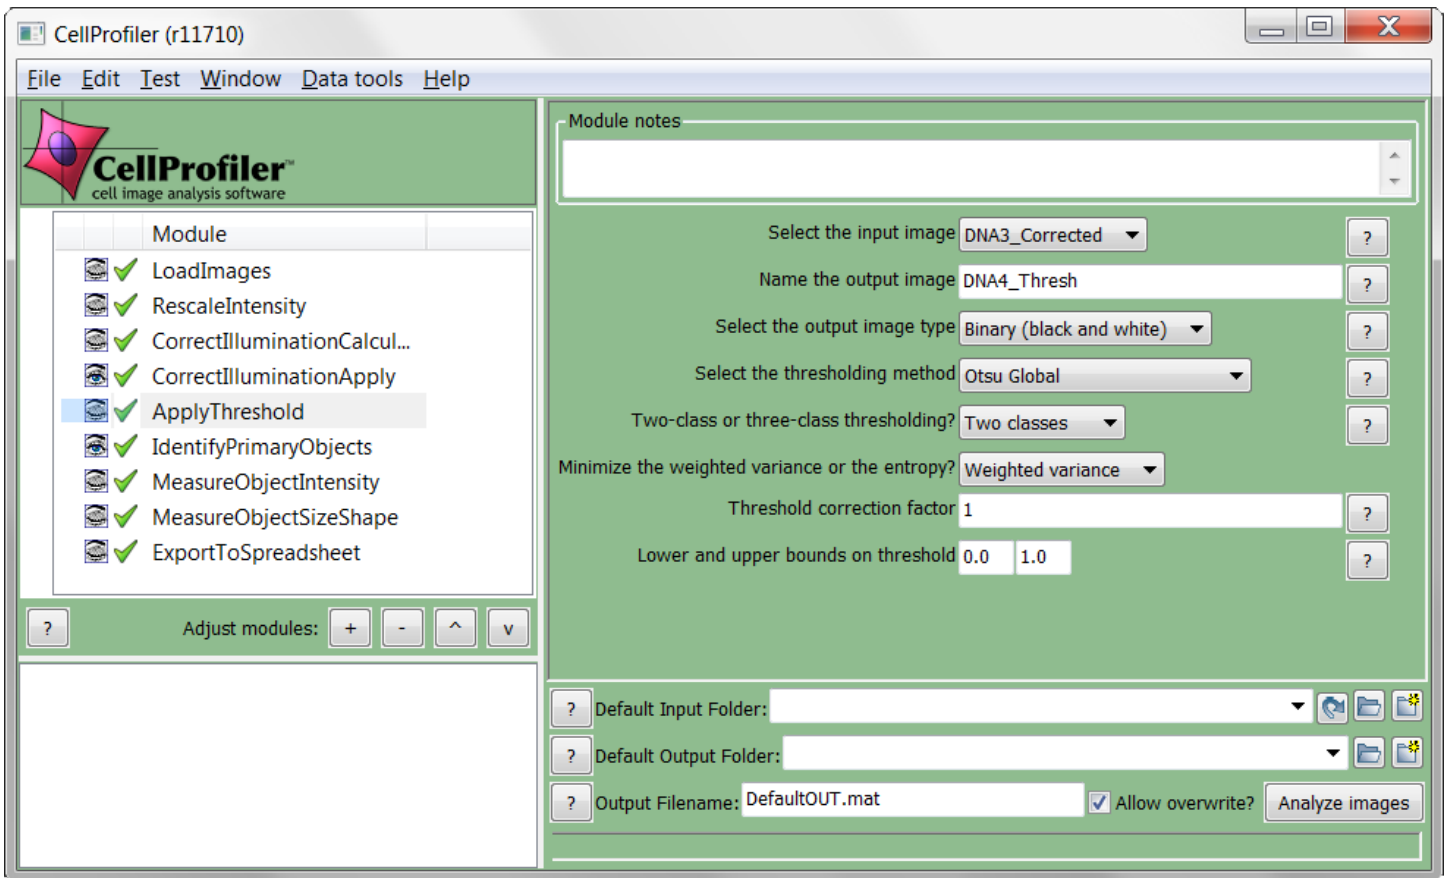 CellProfiler (r11710)
File Edit Test Window Data tools Help
CellProfiler™
cell image analysis software
Module
LoadImages
RescaleIntensity
CorrectIlluminationCalcul...
CorrectIlluminationApply
ApplyThreshold
IdentifyPrimaryObjects
MeasureObjectIntensity
MeasureObjectSizeShape
ExportToSpreadsheet
? Adjust modules: + - ^ v
Module notes
Select the input image DNA3_Corrected ?
Name the output image DNA4_Thresh ?
Select the output image type Binary (black and white) ?
Select the thresholding method Otsu Global ?
Two-class or three-class thresholding? Two classes ?
Minimize the weighted variance or the entropy? Weighted variance
Threshold correction factor 1 ?
Lower and upper bounds on threshold 0.0 1.0 ?
? Default Input Folder:
? Default Output Folder:
? Output Filename: DefaultOUT.mat Allow overwrite? Analyze images